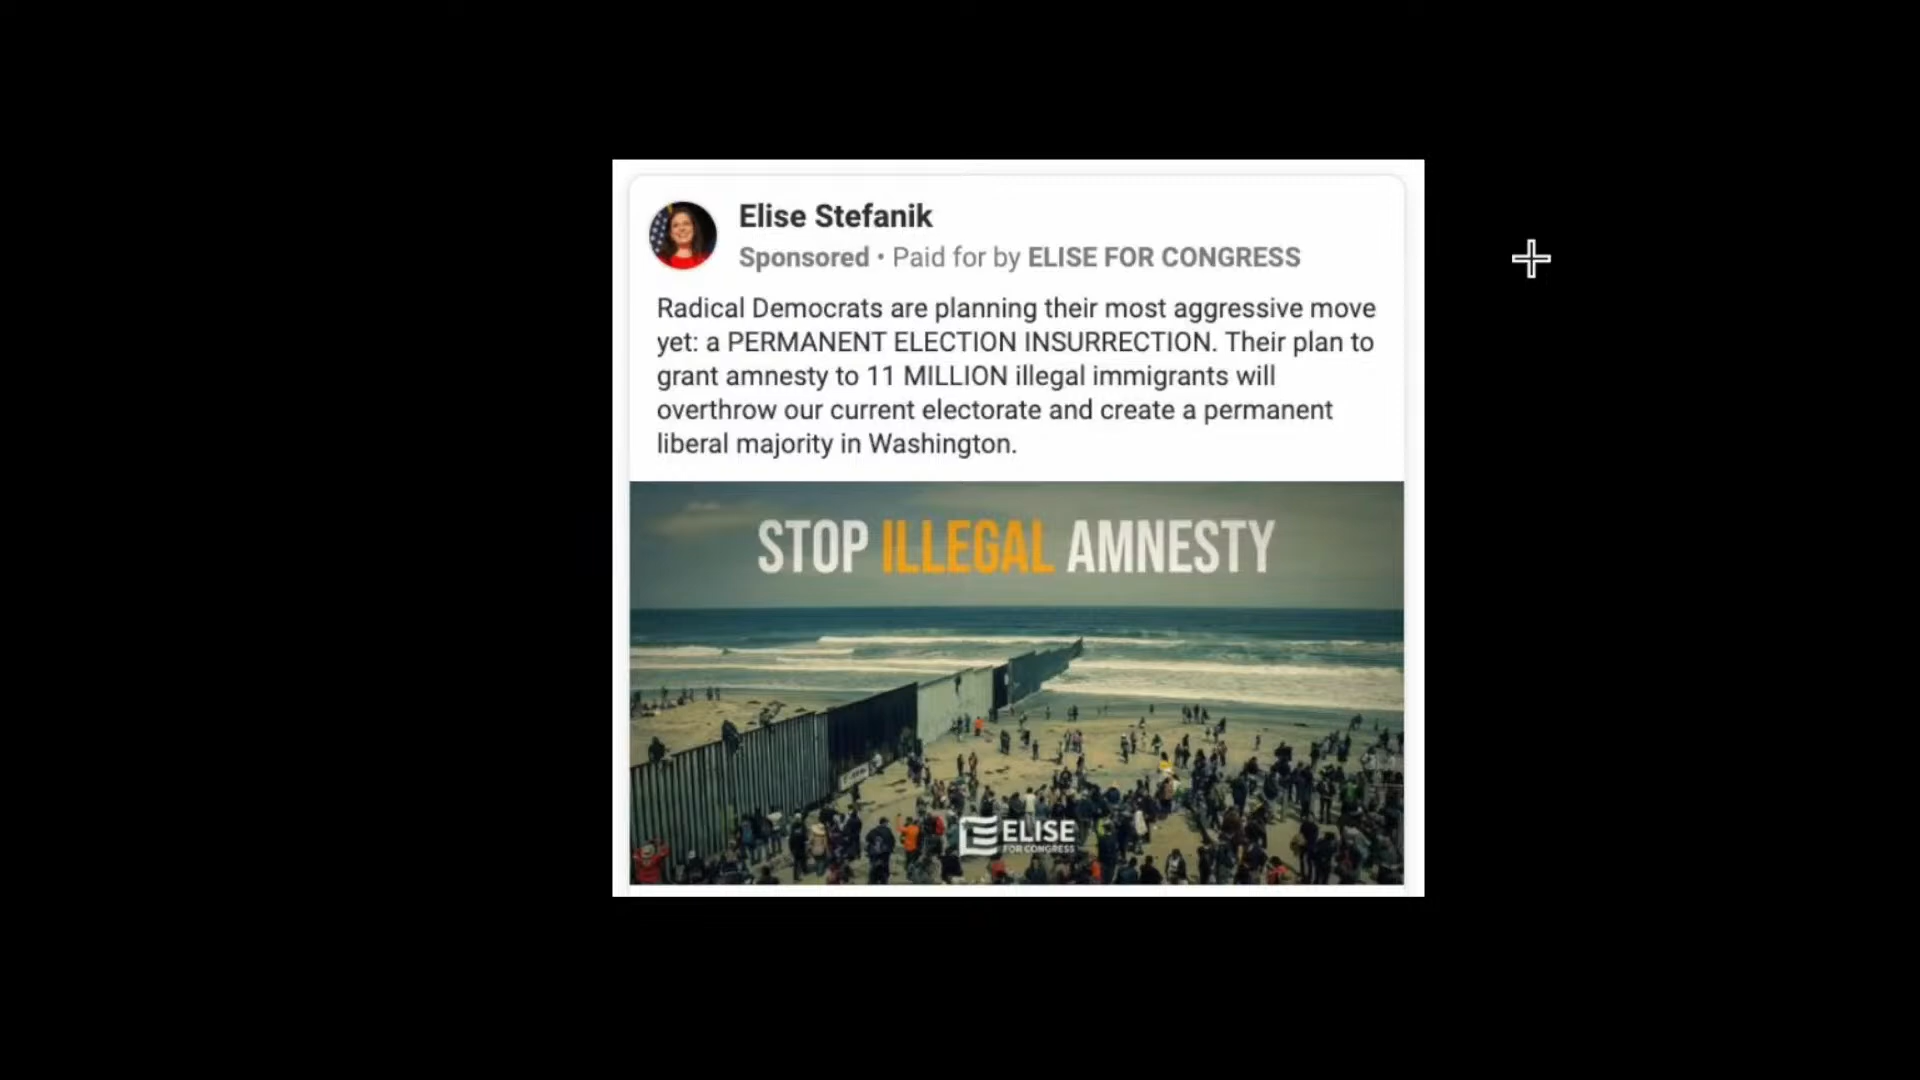 Elise Stefanik
Sponsored • Paid for by ELISE FOR CONGRESS
Radical Democrats are planning their most aggressive move
yet: a PERMANENT ELECTION INSURRECTION. Their plan to
grant amnesty to 11 MILLION illegal immigrants will
overthrow our current electorate and create a permanent
liberal majority in Washington.
STOP ILLEGAL AMNESTY
ELISE
FOR CONGRESS